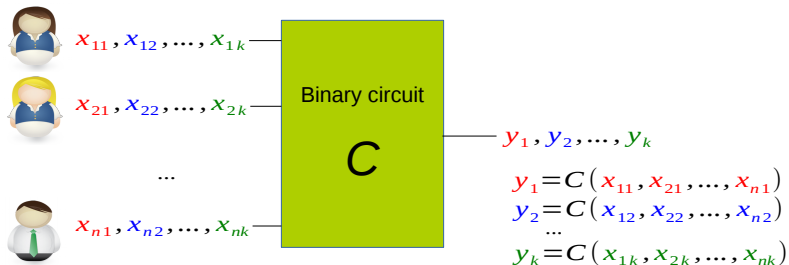 x₁₁, x₁₂, ..., x₁ₖ
x₂₁, x₂₂, ..., x₂ₖ
...
xₙ₁, xₙ₂, ..., xₙₖ
Binary circuit
C
y₁, y₂, ..., yₖ
y₁=C(x₁₁, x₂₁, ..., xₙ₁)
y₂=C(x₁₂, x₂₂, ..., xₙ₂)
...
yₖ=C(x₁ₖ, x₂ₖ, ..., xₙₖ)